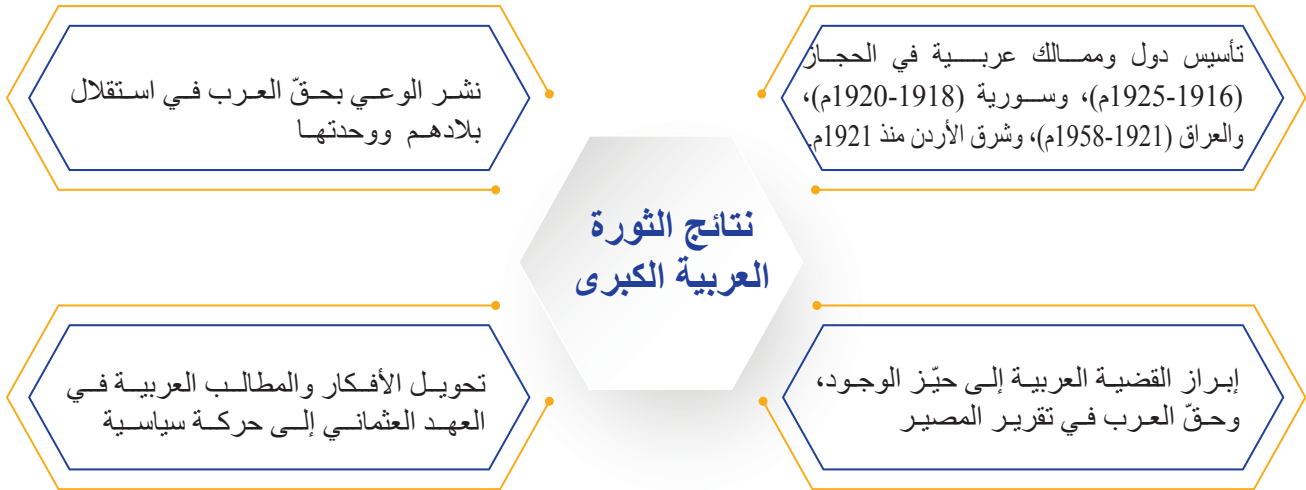 تأسيس دول وممالك عربية في الحجاز
(1916-1925م)، وسورية (1918-1920م)،
والعراق (1921-1958م)، وشرق الأردن منذ 1921م.
نشر الوعي بحقّ العرب في استقلال
بلادهم ووحدتها
نتائج الثورة
العربية الكبرى
إبراز القضية العربية إلى حيّز الوجود،
وحقّ العرب في تقرير المصير
تحويل الأفكار والمطالب العربية في
العهد العثماني إلى حركة سياسية